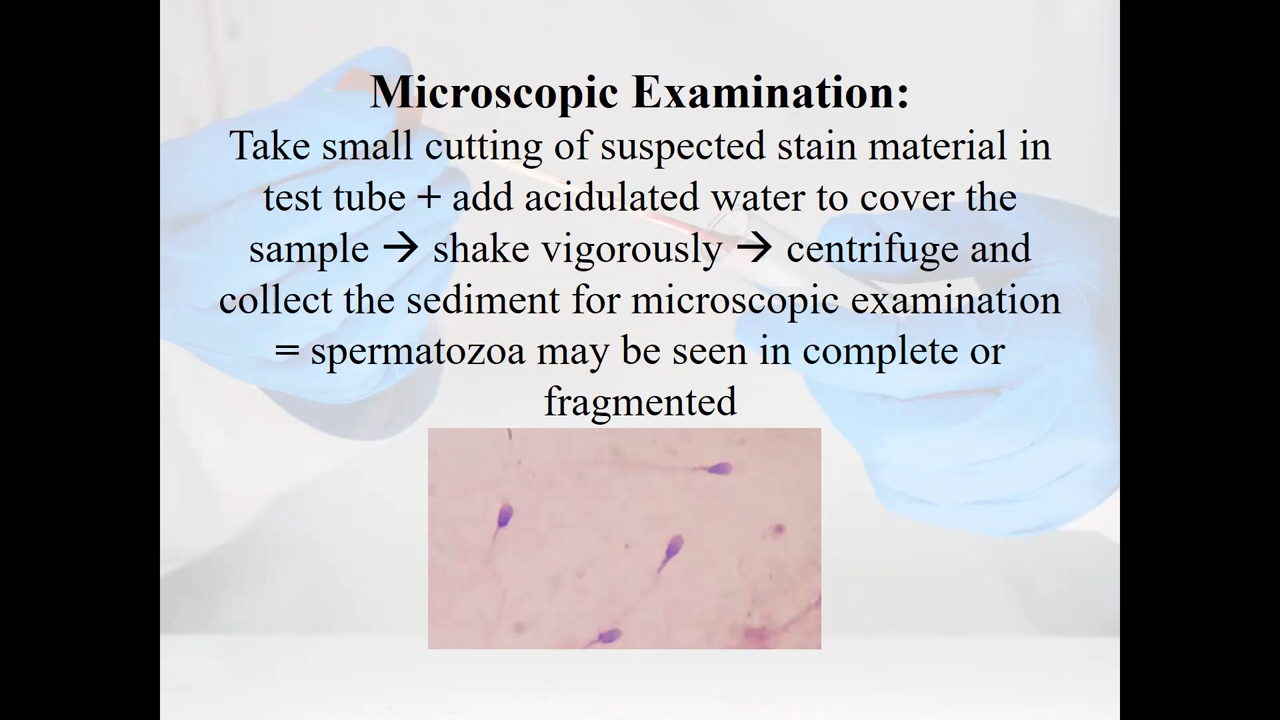 Microscopic Examination:
Take small cutting of suspected stain material in
test tube + add acidulated water to cover the
sample → shake vigorously → centrifuge and
collect the sediment for microscopic examination
= spermatozoa may be seen in complete or
fragmented